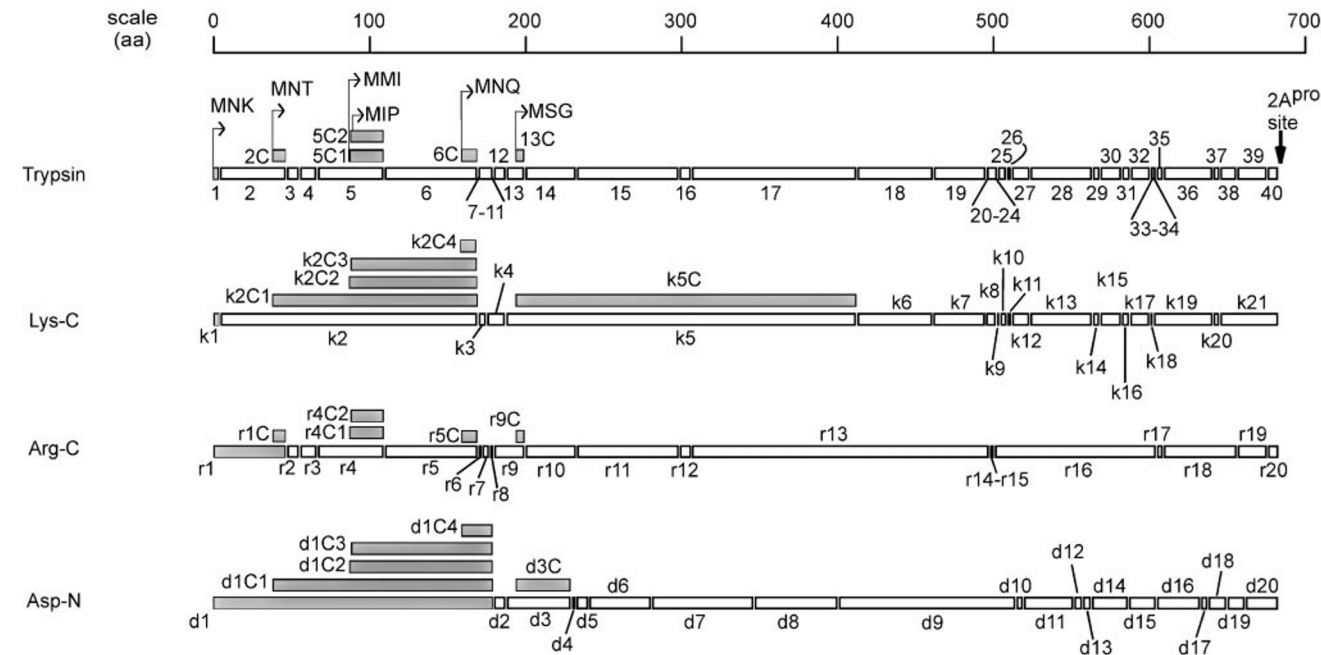 scale 0 100 200 300 400 500 600 700
(aa)
MNK MNT MMI MIP MNQ MSG 2Apro
site
26 35
2C 5C2 6C 12 13C 25 30 32 37 39
5C1
Trypsin
1 2 3 4 5 6 13 14 15 16 17 18 19 27 28 29 31 36 38 40
7-11 20-24 33-34
k2C4
k2C3 k4 k10 k15
k2C2 k5C k8 k11
k2C1 k6 k7 k13 k17 k19 k21
Lys-C
k1 k2 k3 k5 k12 k20
k9 k14 k18
k16
r4C2 r9C
r1C r4C1 r5C r13 r17 r19
Arg-C
r1 r2 r3 r4 r5 r9 r10 r11 r12 r16 r18 r20
r6 r7 r8 r14-r15
d1C4
d1C3 d12 d18
d1C2 d3C
d1C1 d6 d10 d14 d16 d20
Asp-N
d1 d2 d3 d5 d7 d8 d9 d11 d15 d19
d4 d13 d17